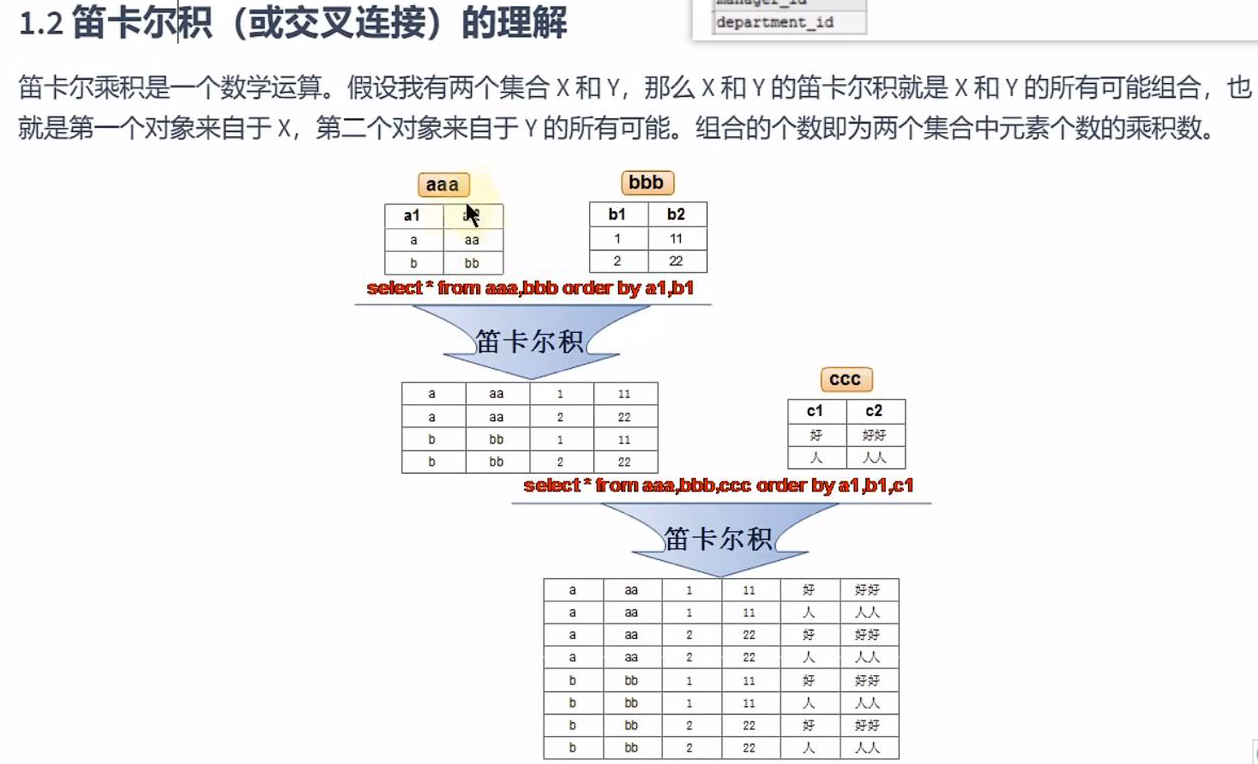 department_id
1.2 笛卡尔积（或交叉连接）的理解
笛卡尔乘积是一个数学运算。假设我有两个集合 X 和 Y，那么 X 和 Y 的笛卡尔积就是 X 和 Y 的所有可能组合，也
就是第一个对象来自于 X，第二个对象来自于 Y 的所有可能。组合的个数即为两个集合中元素个数的乘积数。
aaa
bbb
a1
b1 b2
a aa
1 11
b bb
2 22
select * from aaa,bbb order by a1,b1
笛卡尔积
a aa 1 11
a aa 2 22
b bb 1 11
b bb 2 22
ccc
c1 c2
好 好好
人 人人
select * from aaa,bbb,ccc order by a1,b1,c1
笛卡尔积
a aa 1 11 好 好好
a aa 1 11 人 人人
a aa 2 22 好 好好
a aa 2 22 人 人人
b bb 1 11 好 好好
b bb 1 11 人 人人
b bb 2 22 好 好好
b bb 2 22 人 人人